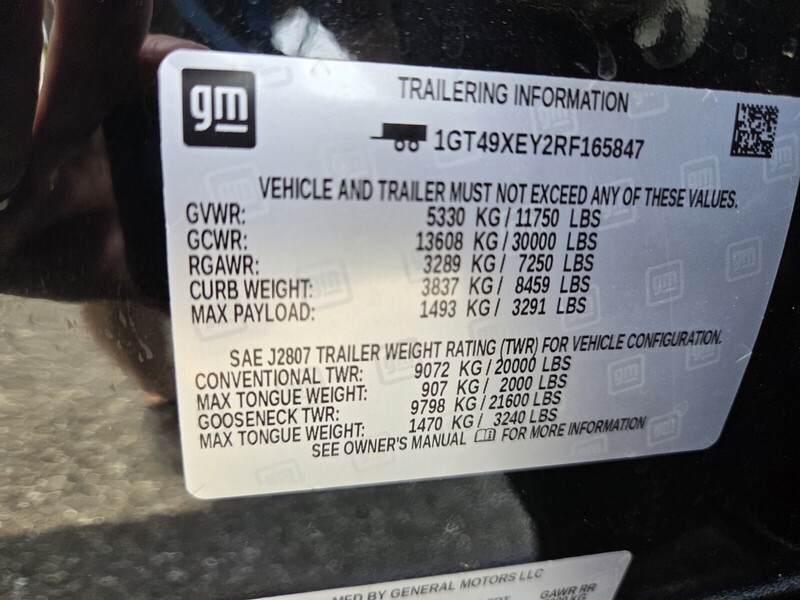 gm
TRAILERING INFORMATION
1GT49XEY2RF165847
VEHICLE AND TRAILER MUST NOT EXCEED ANY OF THESE VALUES.
GVWR: 5330 KG / 11750 LBS
GCWR: 13608 KG / 30000 LBS
RGAWR: 3289 KG / 7250 LBS
CURB WEIGHT: 3837 KG / 8459 LBS
MAX PAYLOAD: 1493 KG / 3291 LBS
SAE J2807 TRAILER WEIGHT RATING (TWR) FOR VEHICLE CONFIGURATION.
CONVENTIONAL TWR: 9072 KG / 20000 LBS
MAX TONGUE WEIGHT: 907 KG / 2000 LBS
GOOSENECK TWR: 9798 KG / 21600 LBS
MAX TONGUE WEIGHT: 1470 KG / 3240 LBS
SEE OWNER'S MANUAL FOR MORE INFORMATION
MFD BY GENERAL MOTORS LLC
GAWR RR